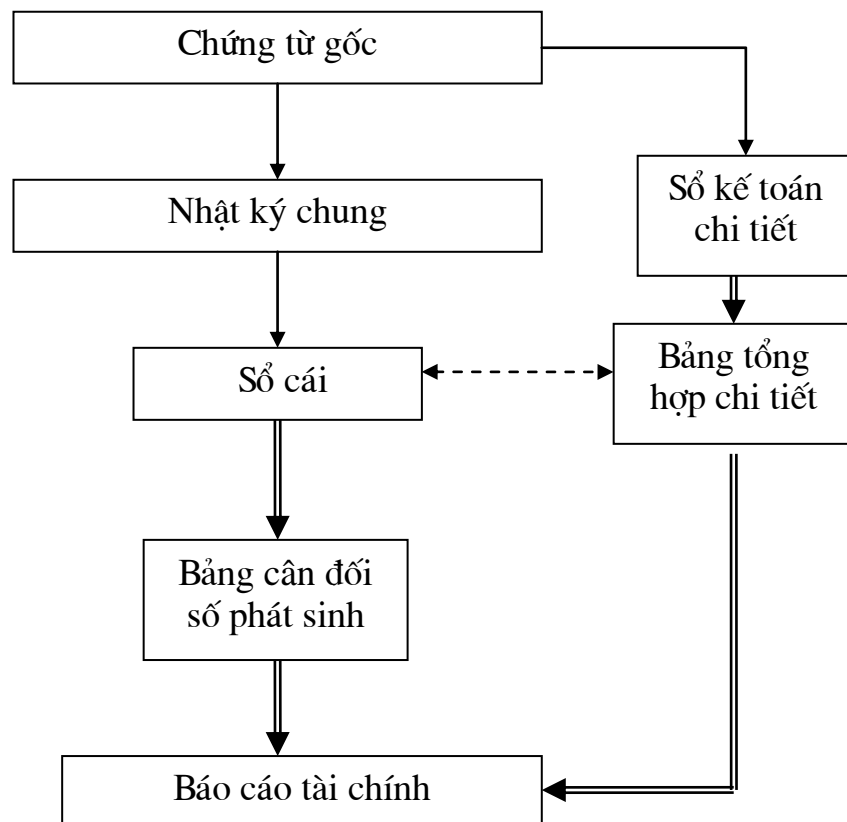 Chứng từ gốc
Nhật ký chung
Sổ kế toán
chi tiết
Sổ cái
Bảng tổng
hợp chi tiết
Bảng cân đối
số phát sinh
Báo cáo tài chính